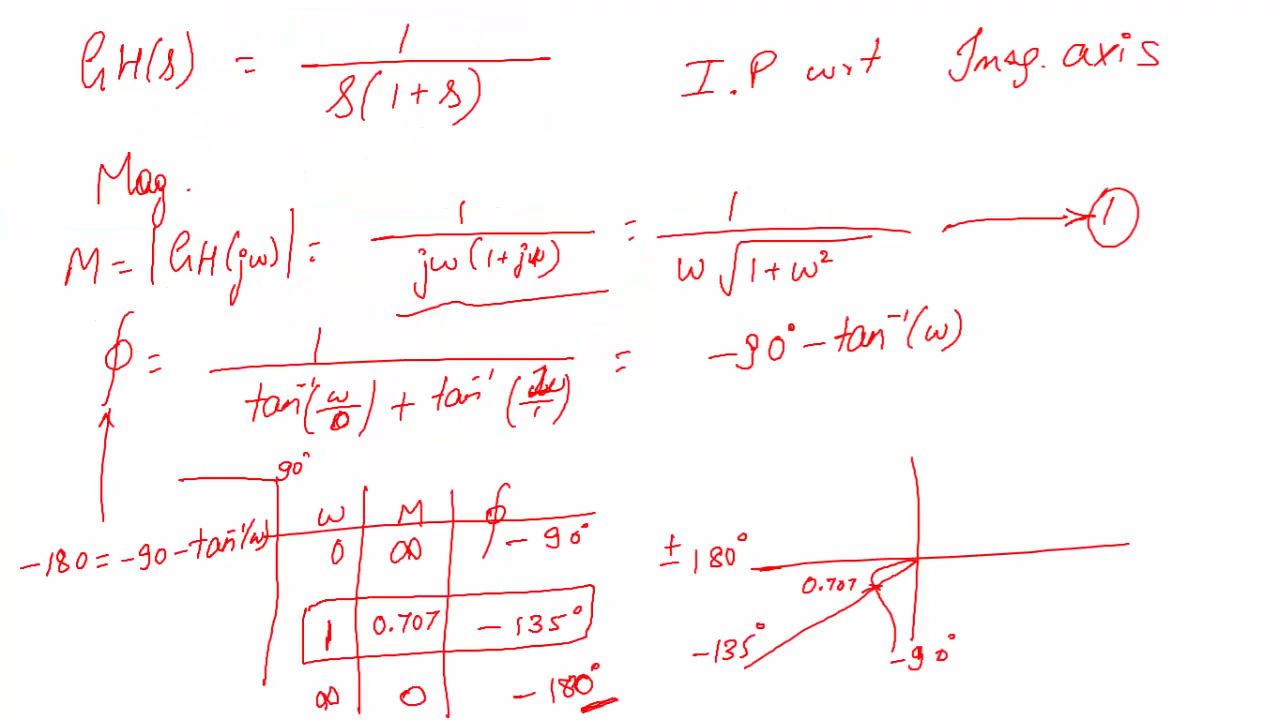 GH(s) = 1 / s(1+s) I.P wrt Imag. axis
Mag.
M = |GH(jω)| = 1 / jω(1+jω) = 1 / ω√1+ω² → 1
ϕ = 1 / tan⁻¹(ω/0) + tan⁻¹(ω/1) = -90° - tan⁻¹(ω)
90°
-180 = -90 - tan⁻¹(ω)
ω M ϕ
0 ∞ -90°
1 0.707 -135°
∞ 0 -180°
± 180°
0.707
-135°
-90°